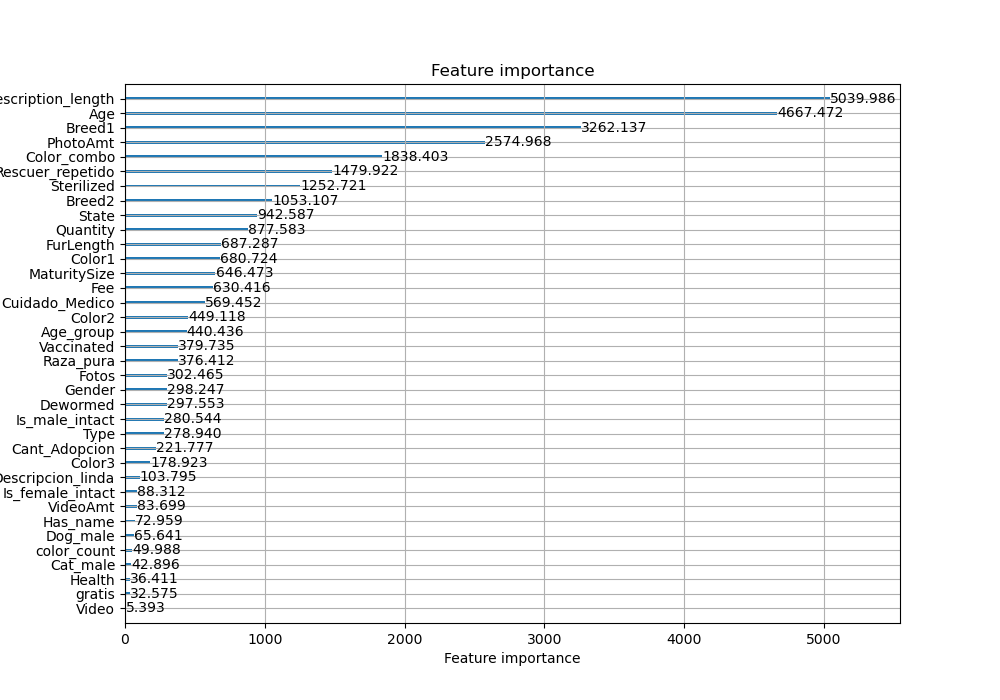 Feature importance
escription_length 5039.986
Age 4667.472
Breed1 3262.137
PhotoAmt 2574.968
Color_combo 1838.403
Rescuer_repetido 1479.922
Sterilized 1252.721
Breed2 1053.107
State 942.587
Quantity 877.583
FurLength 687.287
Color1 680.724
MaturitySize 646.473
Fee 630.416
Cuidado_Medico 569.452
Color2 449.118
Age_group 440.436
Vaccinated 379.735
Raza_pura 376.412
Fotos 302.465
Gender 298.247
Dewormed 297.553
Is_male_intact 280.544
Type 278.940
Cant_Adopcion 221.777
Color3 178.923
Descripcion_linda 103.795
Is_female_intact 88.312
VideoAmt 83.699
Has_name 72.959
Dog_male 65.641
color_count 49.988
Cat_male 42.896
Health 36.411
gratis 32.575
Video 5.393
0 1000 2000 3000 4000 5000
Feature importance